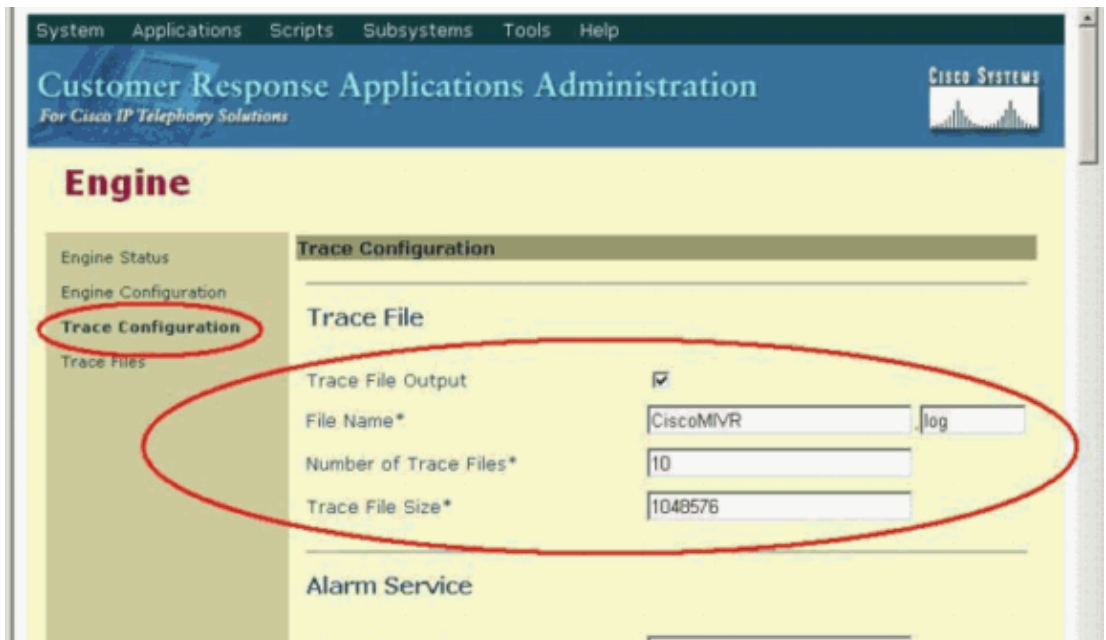 System Applications Scripts Subsystems Tools Help
Customer Response Applications Administration
For Cisco IP Telephony Solutions
CISCO SYSTEMS
Engine
Engine Status
Engine Configuration
Trace Configuration
Trace Files
Trace Configuration
Trace File
Trace File Output
File Name* CiscoMIVR .log
Number of Trace Files* 10
Trace File Size* 1048576
Alarm Service